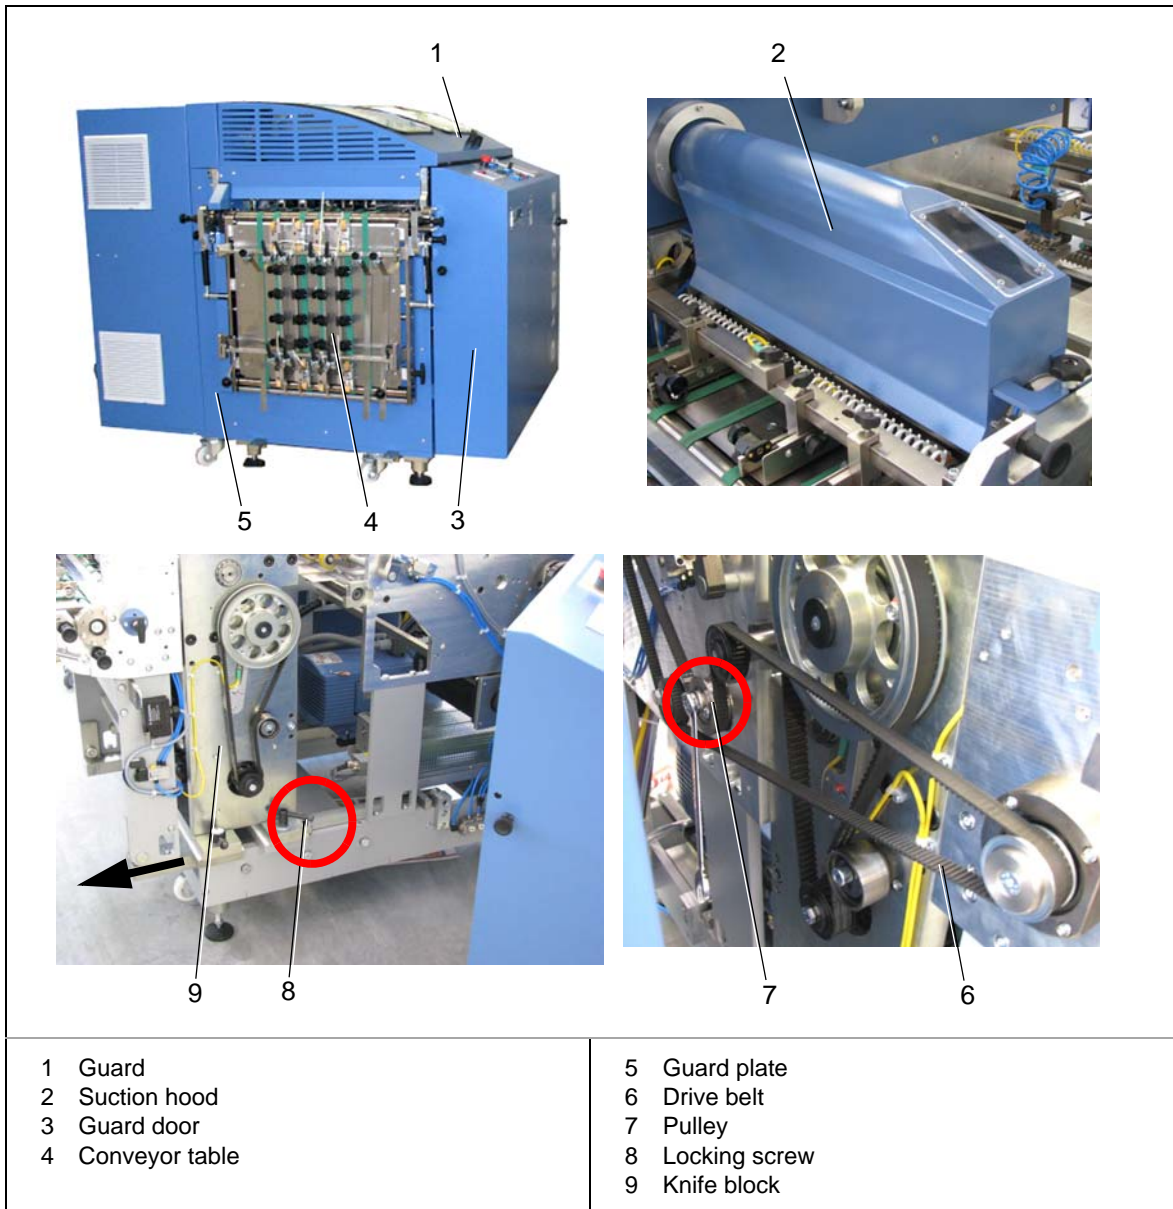 1
2
5
4
3
9
8
7
6
1 Guard
2 Suction hood
3 Guard door
4 Conveyor table
5 Guard plate
6 Drive belt
7 Pulley
8 Locking screw
9 Knife block